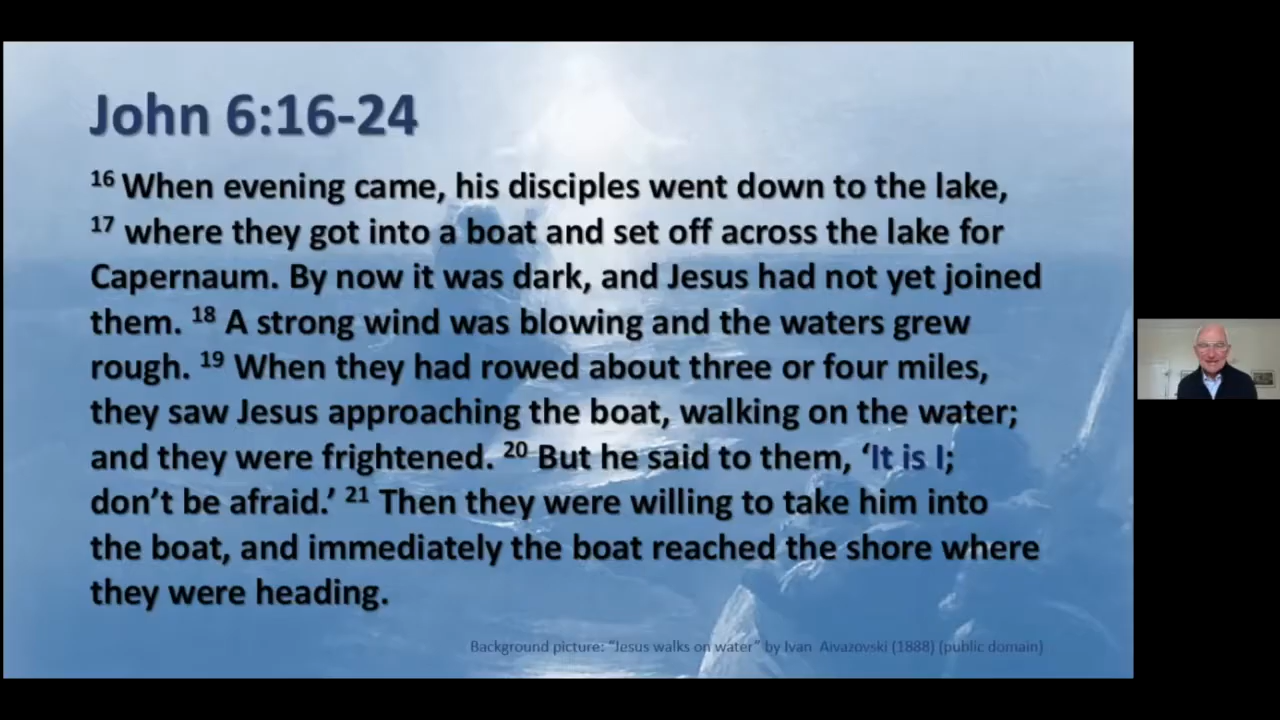 John 6:16-24
16 When evening came, his disciples went down to the lake,
17 where they got into a boat and set off across the lake for
Capernaum. By now it was dark, and Jesus had not yet joined
them. 18 A strong wind was blowing and the waters grew
rough. 19 When they had rowed about three or four miles,
they saw Jesus approaching the boat, walking on the water;
and they were frightened. 20 But he said to them, ‘It is I;
don’t be afraid.’ 21 Then they were willing to take him into
the boat, and immediately the boat reached the shore where
they were heading.
Background picture: “Jesus walks on water” by Ivan Aivazovski (1888) (public domain)